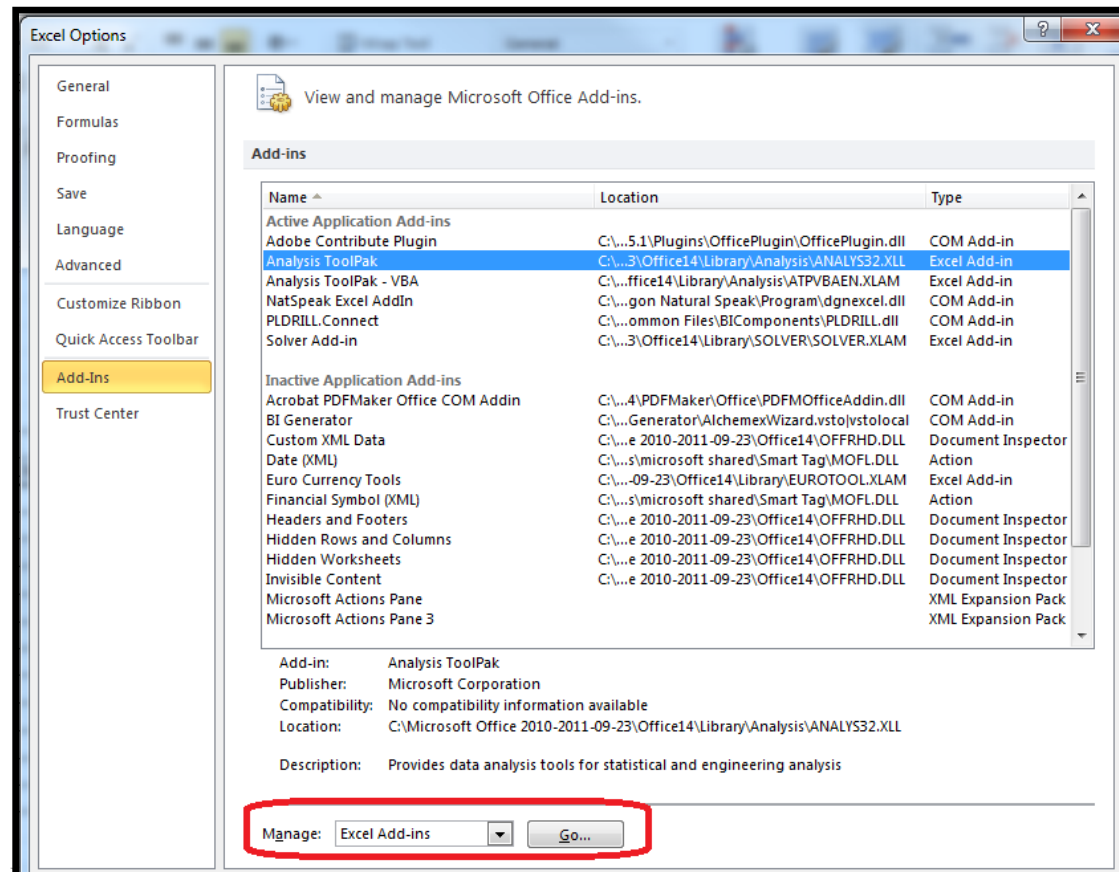 Excel Options
General
Formulas
Proofing
Save
Language
Advanced
Customize Ribbon
Quick Access Toolbar
Add-Ins
Trust Center
View and manage Microsoft Office Add-ins.
Add-ins
Name Location Type
Active Application Add-ins
Adobe Contribute Plugin C:\...5.1\Plugins\OfficePlugin\OfficePlugin.dll COM Add-in
Analysis ToolPak C:\...3\Office14\Library\Analysis\ANALYS32.XLL Excel Add-in
Analysis ToolPak - VBA C:\...ffice14\Library\Analysis\ATPVBAEN.XLAM Excel Add-in
NatSpeak Excel AddIn C:\...gon Natural Speak\Program\dgnexcel.dll COM Add-in
PLDRILL.Connect C:\...ommon Files\BIComponents\PLDRILL.dll COM Add-in
Solver Add-in C:\...3\Office14\Library\SOLVER\SOLVER.XLAM Excel Add-in
Inactive Application Add-ins
Acrobat PDFMaker Office COM Addin C:\...4\PDFMaker\Office\PDFMOfficeAddin.dll COM Add-in
BI Generator C:\...Generator\AlchemexWizard.vsto|vstolocal COM Add-in
Custom XML Data C:\...e 2010-2011-09-23\Office14\OFFRHD.DLL Document Inspector
Date (XML) C:\...s\microsoft shared\Smart Tag\MOFL.DLL Action
Euro Currency Tools C:\...-09-23\Office14\Library\EUROTOOL.XLAM Excel Add-in
Financial Symbol (XML) C:\...s\microsoft shared\Smart Tag\MOFL.DLL Action
Headers and Footers C:\...e 2010-2011-09-23\Office14\OFFRHD.DLL Document Inspector
Hidden Rows and Columns C:\...e 2010-2011-09-23\Office14\OFFRHD.DLL Document Inspector
Hidden Worksheets C:\...e 2010-2011-09-23\Office14\OFFRHD.DLL Document Inspector
Invisible Content C:\...e 2010-2011-09-23\Office14\OFFRHD.DLL Document Inspector
Microsoft Actions Pane XML Expansion Pack
Microsoft Actions Pane 3 XML Expansion Pack
Add-in: Analysis ToolPak
Publisher: Microsoft Corporation
Compatibility: No compatibility information available
Location: C:\Microsoft Office 2010-2011-09-23\Office14\Library\Analysis\ANALYS32.XLL
Description: Provides data analysis tools for statistical and engineering analysis
Manage: Excel Add-ins Go...